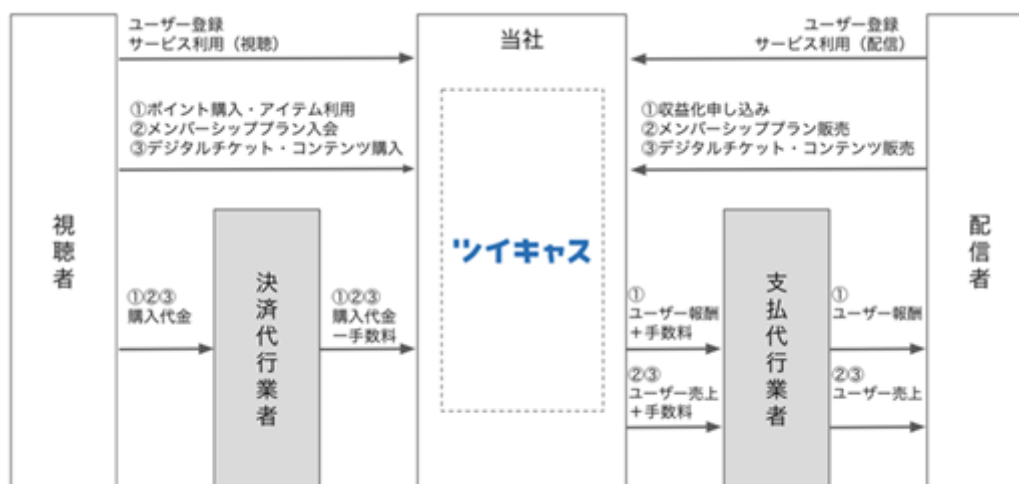 ユーザー登録
サービス利用（視聴）
当社
ユーザー登録
サービス利用（配信）
①ポイント購入・アイテム利用
②メンバーシッププラン入会
③デジタルチケット・コンテンツ購入
①収益化申し込み
②メンバーシッププラン販売
③デジタルチケット・コンテンツ販売
視聴者
ツイキャス
配信者
①②③
購入代金
決済代行業者
①②③
購入代金
ー手数料
①
ユーザー報酬
＋手数料
②③
ユーザー売上
＋手数料
支払代行業者
①
ユーザー報酬
②③
ユーザー売上